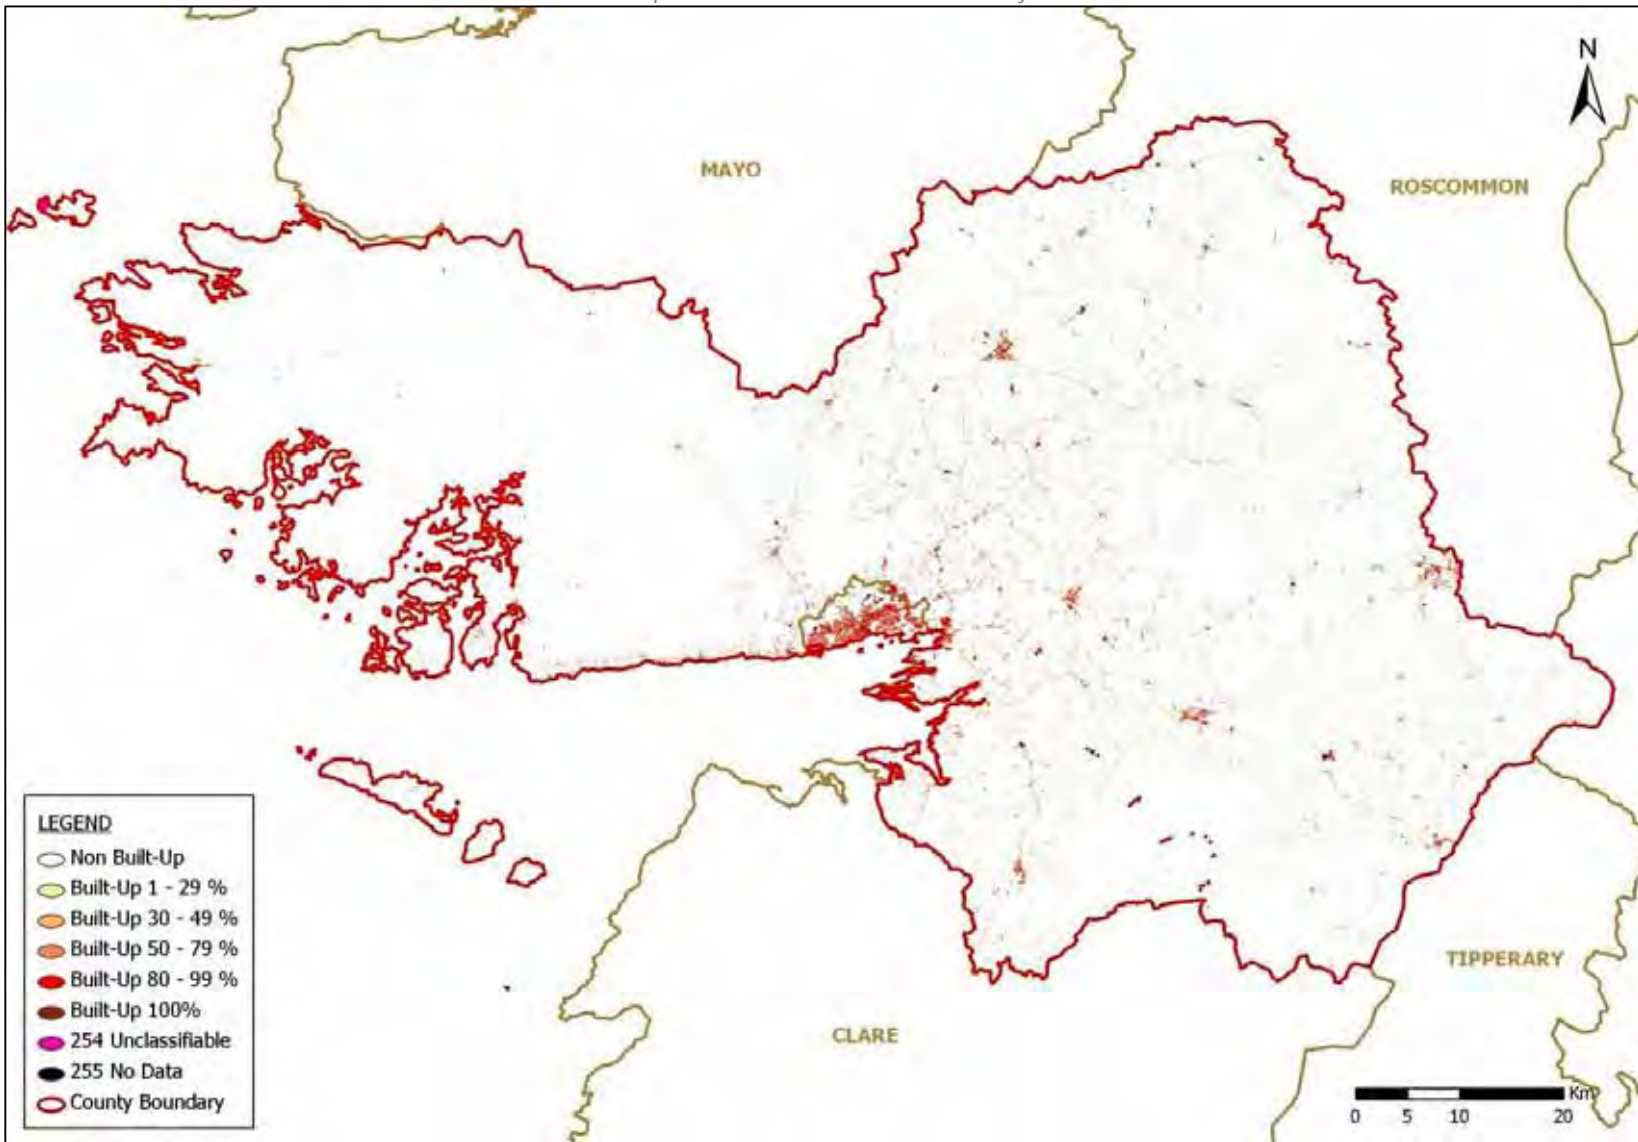 N
MAYO
ROSCOMMON
LEGEND
Non Built-Up
Built-Up 1 - 29 %
Built-Up 30 - 49 %
Built-Up 50 - 79 %
Built-Up 80 - 99 %
Built-Up 100%
254 Unclassifiable
255 No Data
County Boundary
TIPPERARY
CLARE
Km
0 5 10 20